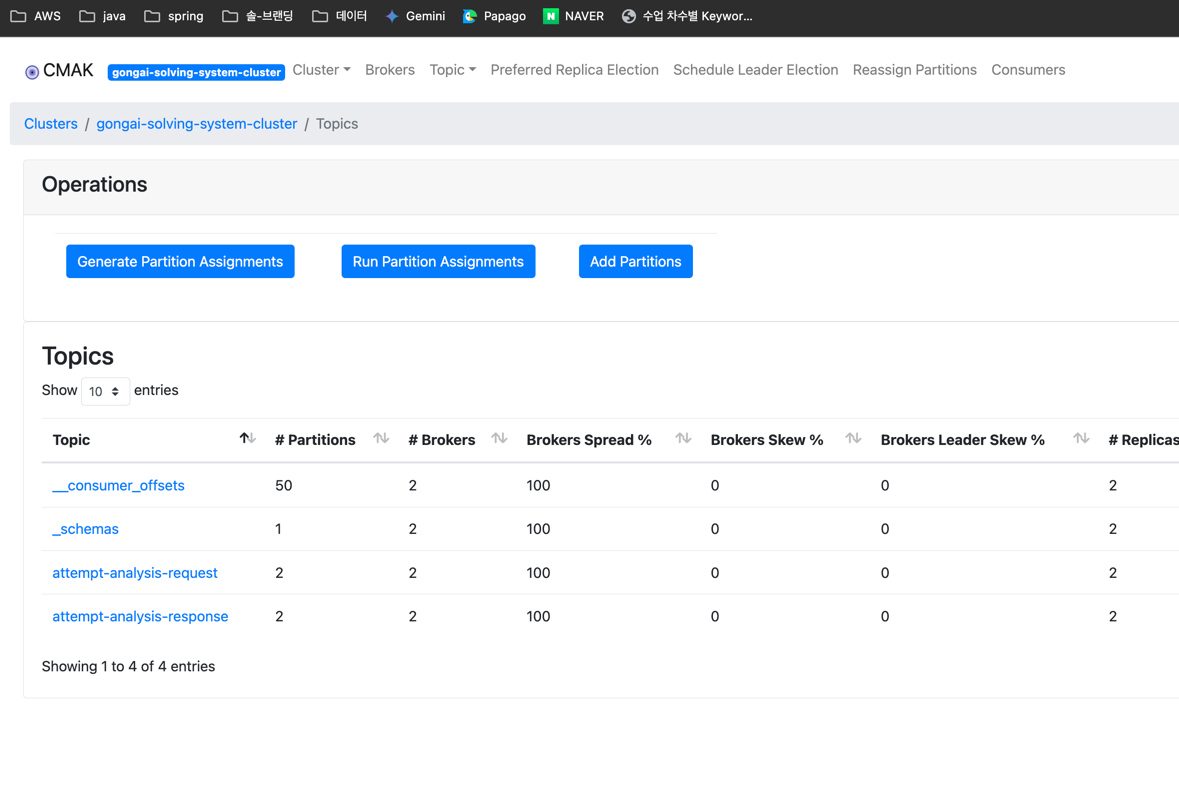 AWS java spring 솔-브랜딩 데이터 Gemini Papago NAVER 수업 차수별 Keywor...
CMAK gongai-solving-system-cluster Cluster Brokers Topic Preferred Replica Election Schedule Leader Election Reassign Partitions Consumers
Clusters / gongai-solving-system-cluster / Topics
Operations
Generate Partition Assignments Run Partition Assignments Add Partitions
Topics
Show 10 entries
Topic # Partitions # Brokers Brokers Spread % Brokers Skew % Brokers Leader Skew % # Replicas
__consumer_offsets 50 2 100 0 0 2
_schemas 1 2 100 0 0 2
attempt-analysis-request 2 2 100 0 0 2
attempt-analysis-response 2 2 100 0 0 2
Showing 1 to 4 of 4 entries